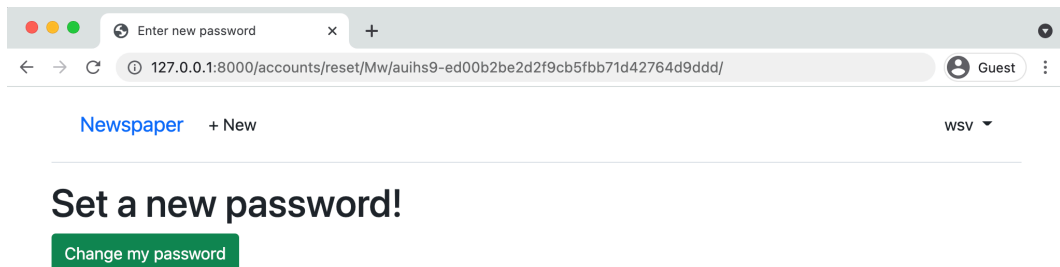 Enter new password
127.0.0.1:8000/accounts/reset/Mw/auihs9-ed00b2be2d2f9cb5fbb71d42764d9ddd/
Guest
Newspaper + New wsv
Set a new password!
Change my password